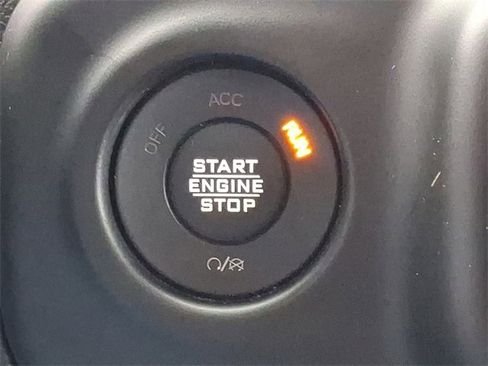 ACC
OFF
RUN
START
ENGINE
STOP